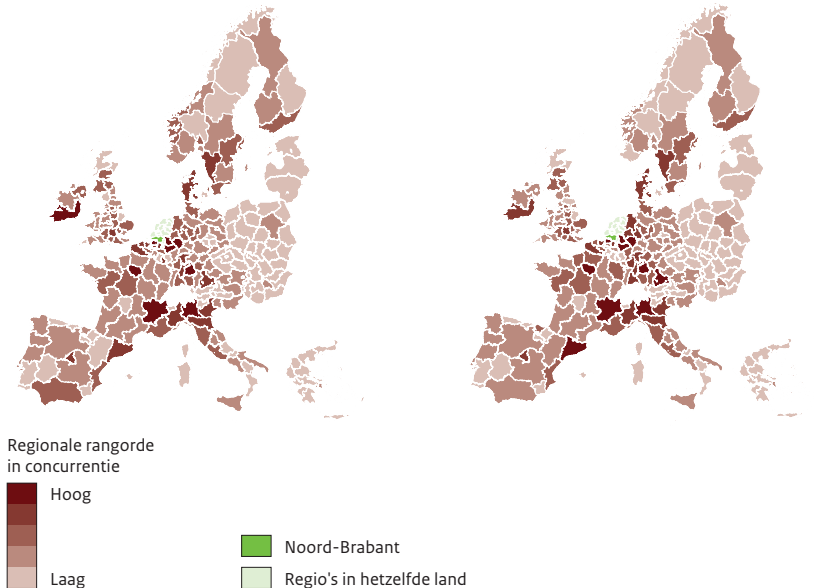 Regionale rangorde
in concurrentie
Hoog
Laag
Noord-Brabant
Regio's in hetzelfde land